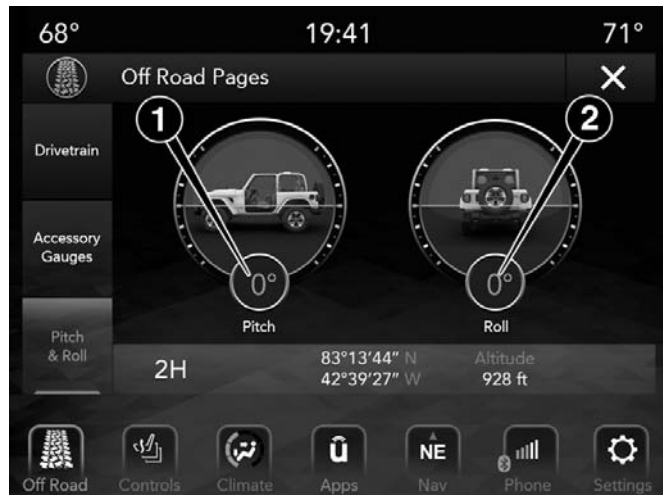 68° 19:41 71°
Off Road Pages X
1 2
Drivetrain
Accessory
Gauges
Pitch
& Roll
0° 0°
Pitch Roll
2H
83°13'44" N
42°39'27" W
Altitude
928 ft
û NE
Off Road Controls Climate Apps Nav Phone Settings